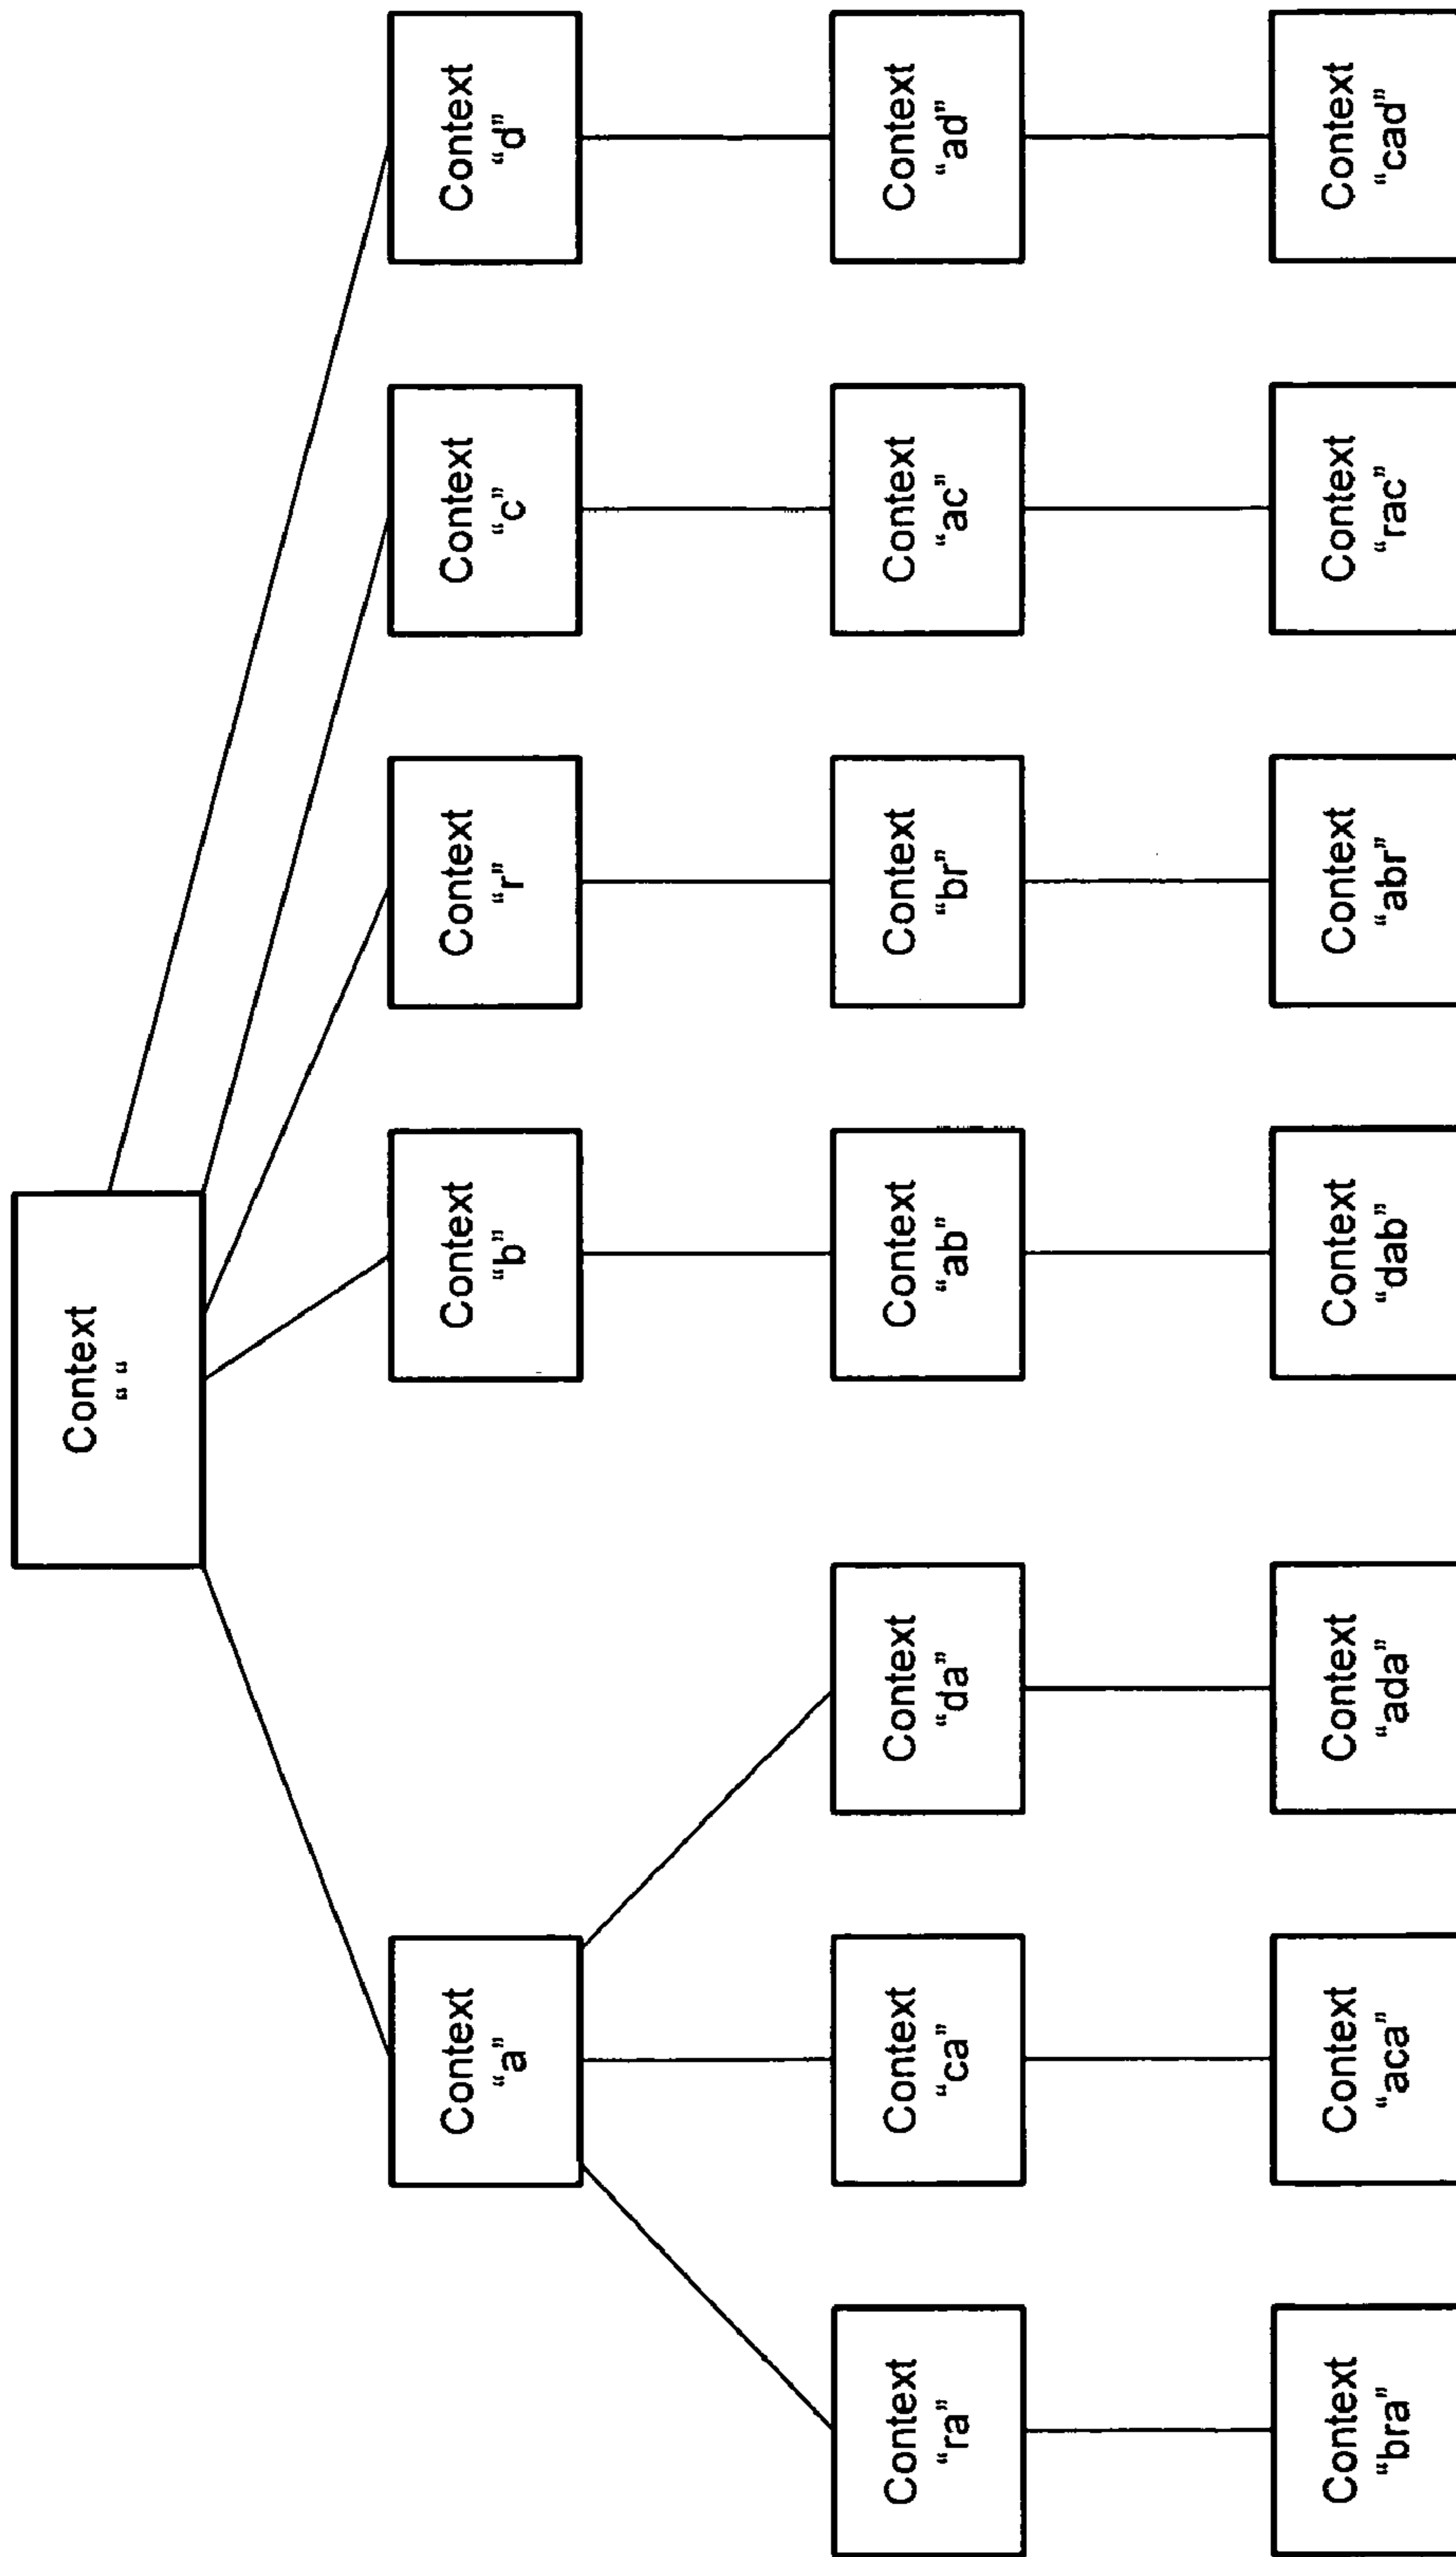 Context
“ “
Context
“a”
Context
“b”
Context
“r”
Context
“c”
Context
“d”
Context
“ra”
Context
“ca”
Context
“da”
Context
“ab”
Context
“br”
Context
“ac”
Context
“ad”
Context
“bra”
Context
“aca”
Context
“ada”
Context
“dab”
Context
“abr”
Context
“rac”
Context
“cad”